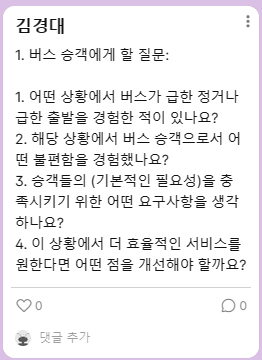 김경대
1. 버스 승객에게 할 질문:
1. 어떤 상황에서 버스가 급한 정거나
급한 출발을 경험한 적이 있나요?
2. 해당 상황에서 버스 승객으로서 어
떤 불편함을 경험했나요?
3. 승객들의 (기본적인 필요성)을 충
족시키기 위한 어떤 요구사항을 생각
하나요?
4. 이 상황에서 더 효율적인 서비스를
원한다면 어떤 점을 개선해야 할까요?
0
0
댓글 추가